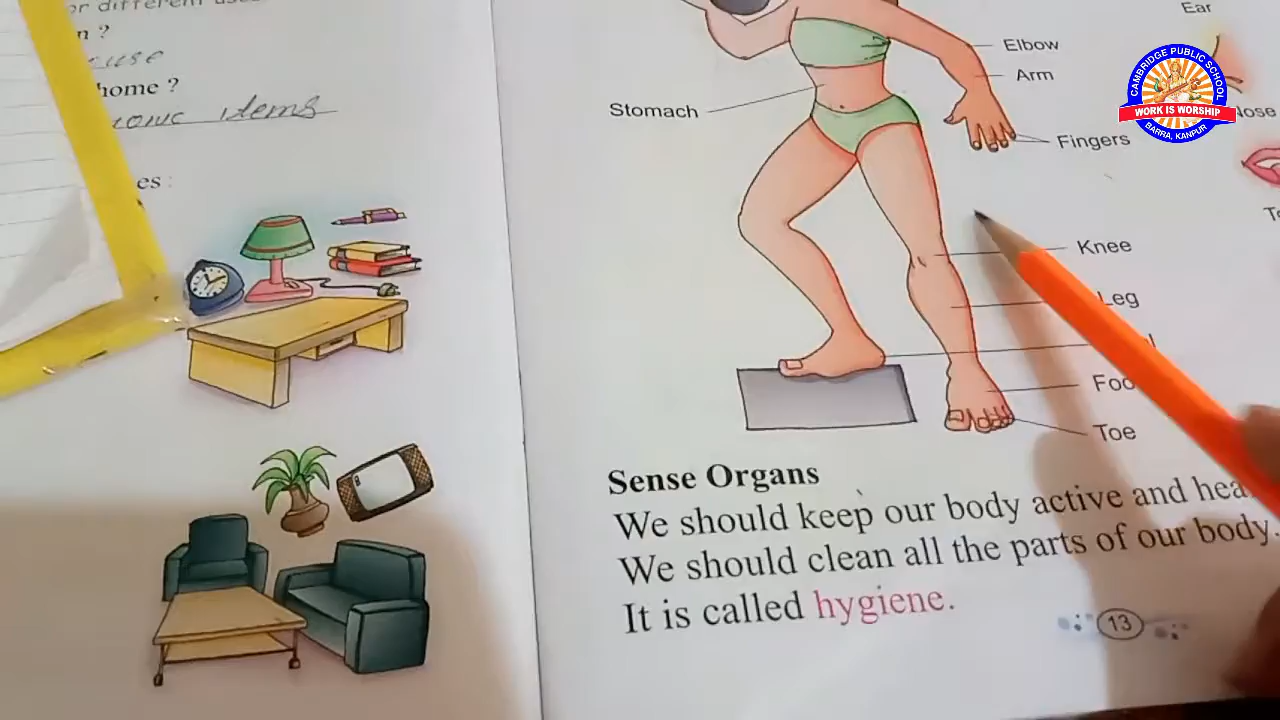 or different use
n ?
use
home ?
items
es :
Ear
Elbow
Arm
Stomach
Nose
Fingers
Knee
Leg
Foo
Toe
Sense Organs
We should keep our body active and hea
We should clean all the parts of our body.
It is called hygiene.
13
CAMBRIDGE PUBLIC SCHOOL
WORK IS WORSHIP
BARRA, KANPUR